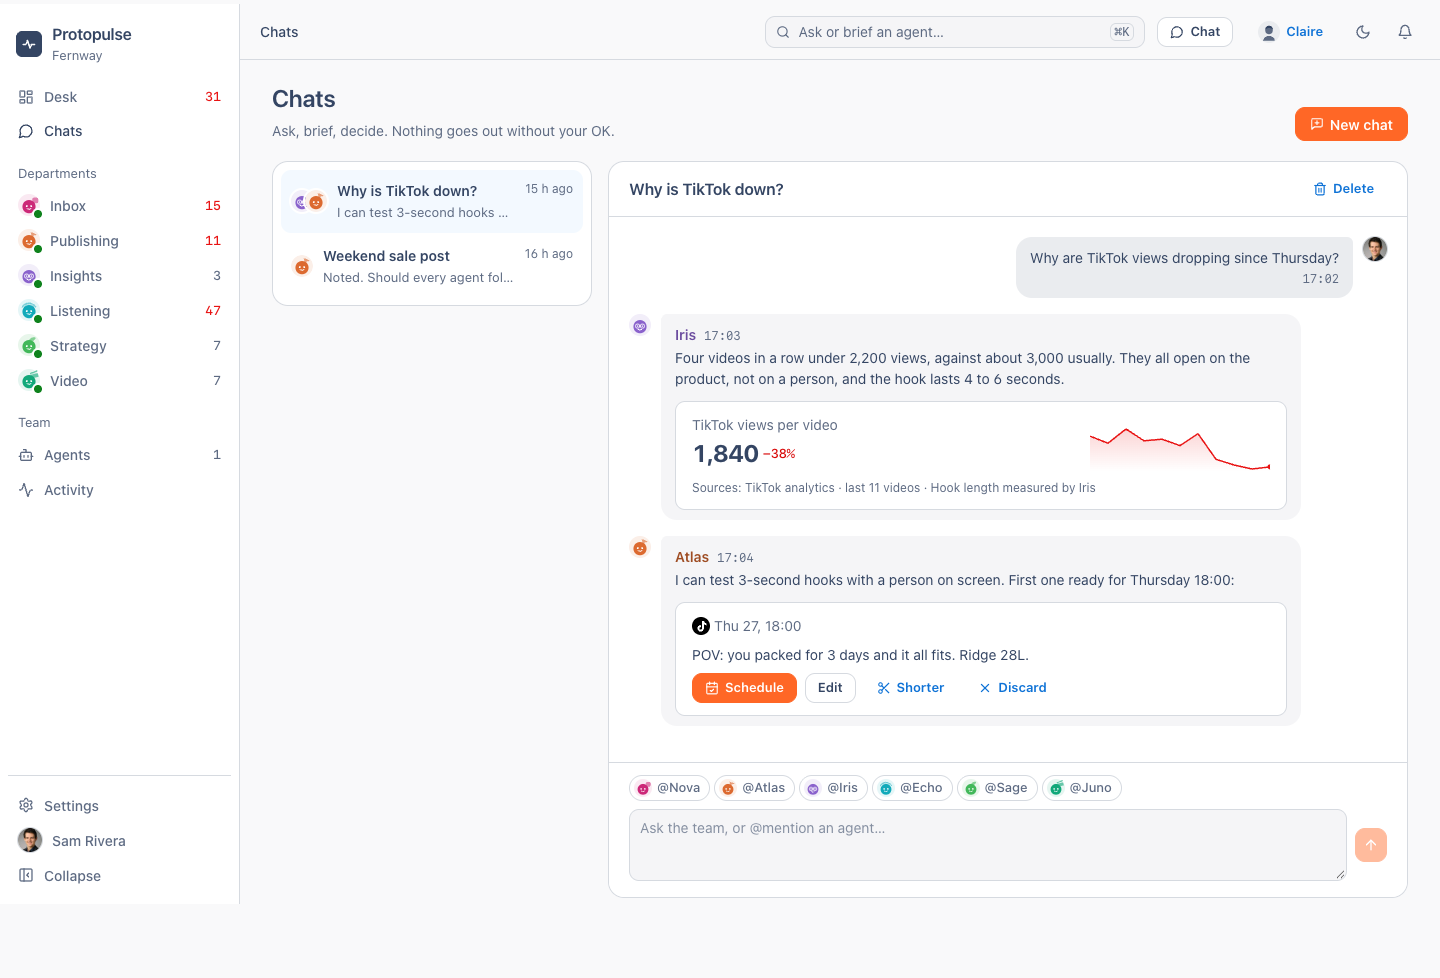 Protopulse
Fernway
Desk 31
Chats
Departments
Inbox 15
Publishing 11
Insights 3
Listening 47
Strategy 7
Video 7
Team
Agents 1
Activity
Settings
Sam Rivera
Collapse
Chats
Ask or brief an agent... ⌘K
Chat
Claire
Chats
Ask, brief, decide. Nothing goes out without your OK.
New chat
Why is TikTok down? 15 h ago
I can test 3-second hooks ...
Weekend sale post 16 h ago
Noted. Should every agent fol...
Why is TikTok down?
Delete
Why are TikTok views dropping since Thursday?
17:02
Iris 17:03
Four videos in a row under 2,200 views, against about 3,000 usually. They all open on the
product, not on a person, and the hook lasts 4 to 6 seconds.
TikTok views per video
1,840 −38%
Sources: TikTok analytics · last 11 videos · Hook length measured by Iris
Atlas 17:04
I can test 3-second hooks with a person on screen. First one ready for Thursday 18:00:
Thu 27, 18:00
POV: you packed for 3 days and it all fits. Ridge 28L.
Schedule Edit Shorter Discard
@Nova @Atlas @Iris @Echo @Sage @Juno
Ask the team, or @mention an agent...